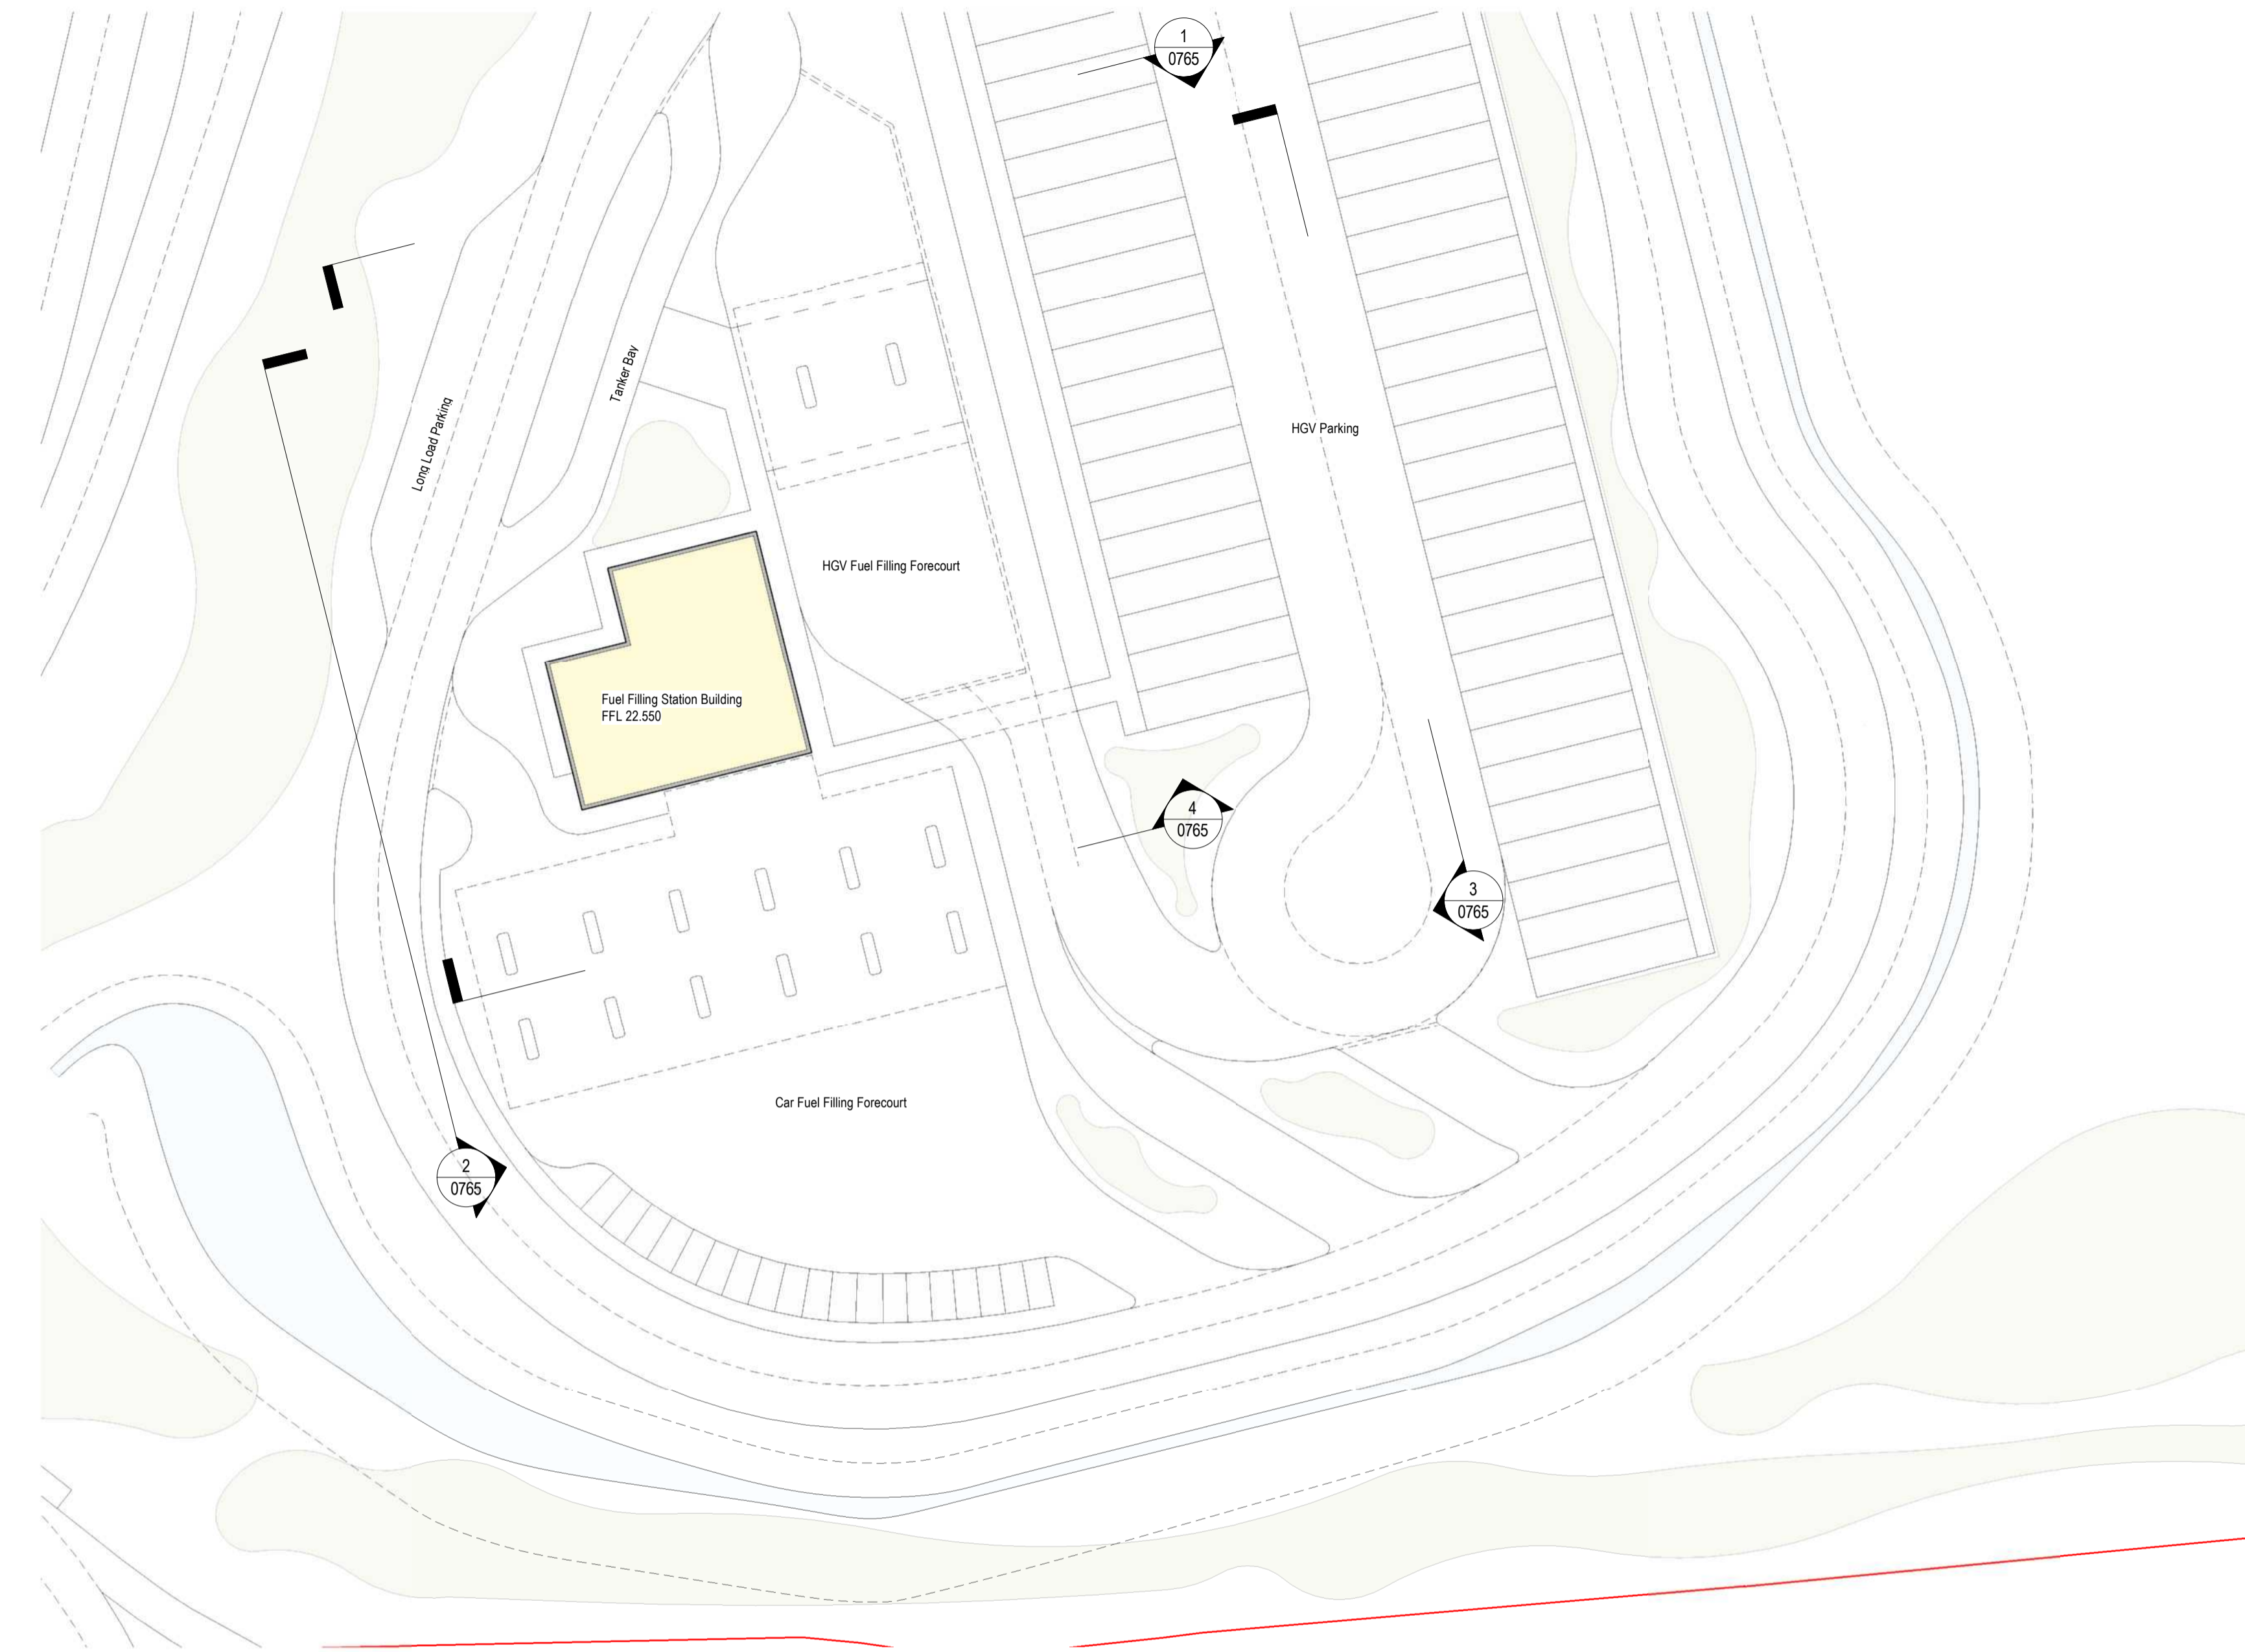 1
0765
Long Load Parking
Tanker Bay
HGV Parking
HGV Fuel Filling Forecourt
Fuel Filling Station Building
FFL 22.550
4
0765
3
0765
Car Fuel Filling Forecourt
2
0765